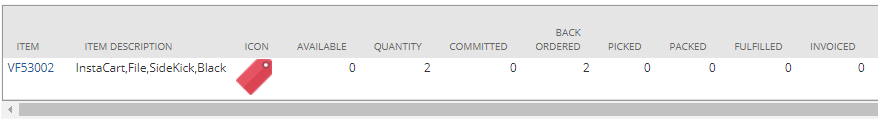 ITEM ITEM DESCRIPTION ICON AVAILABLE QUANTITY COMMITTED BACK ORDERED PICKED PACKED FULFILLED INVOICED
VF53002 InstaCart,File,SideKick,Black 0 2 0 2 0 0 0 0